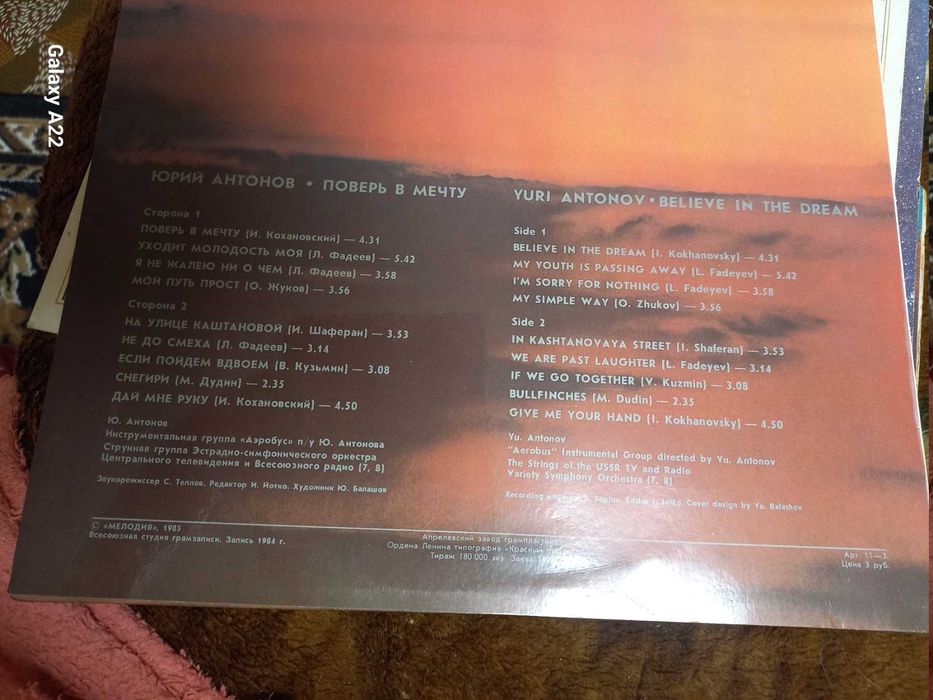 Galaxy A22
ЮРИЙ АНТОНОВ • ПОВЕРЬ В МЕЧТУ
Сторона 1
ПОВЕРЬ В МЕЧТУ (И. Кохановский) — 4.31
УХОДИТ МОЛОДОСТЬ МОЯ (Л. Фадеев) — 5.42
Я НЕ ЖАЛЕЮ НИ О ЧЕМ (Л. Фадеев) — 3.58
МОЙ ПУТЬ ПРОСТ (О. Жуков) — 3.56
Сторона 2
НА УЛИЦЕ КАШТАНОВОЙ (И. Шаферан) — 3.53
НЕ ДО СМЕХА (Л. Фадеев) — 3.14
ЕСЛИ ПОЙДЕМ ВДВОЕМ (В. Кузьмин) — 3.08
СНЕГИРИ (М. Дудин) — 2.35
ДАЙ МНЕ РУКУ (И. Кохановский) — 4.50
Ю. Антонов
Инструментальная группа «Аэробус» п/у Ю. Антонова
Струнная группа Эстрадно-симфонического оркестра
Центрального телевидения и Всесоюзного радио (7, 8)
Звукорежиссер С. Теплов. Редактор И. Йотко. Художник Ю. Балашов
YURI ANTONOV • BELIEVE IN THE DREAM
Side 1
BELIEVE IN THE DREAM (I. Kokhanovsky) — 4.31
MY YOUTH IS PASSING AWAY (L. Fadeyev) — 5.42
I'M SORRY FOR NOTHING (L. Fadeyev) — 3.58
MY SIMPLE WAY (O. Zhukov) — 3.56
Side 2
IN KASHTANOVAYA STREET (I. Shaferan) — 3.53
WE ARE PAST LAUGHTER (L. Fadeyev) — 3.14
IF WE GO TOGETHER (V. Kuzmin) — 3.08
BULLFINCHES (M. Dudin) — 2.35
GIVE ME YOUR HAND (I. Kokhanovsky) — 4.50
Yu. Antonov
"Aerobus" Instrumental Group directed by Yu. Antonov
The Strings of the USSR TV and Radio
Variety Symphony Orchestra (7, 8)
Recording engineer S. Teplov. Editor I. Jotko. Cover design by Yu. Balashov
© «МЕЛОДИЯ», 1985
Всесоюзная студия грамзаписи. Запись 1984 г.
Апрелевский завод грампластинок
Ордена Ленина типография «Красный
Тираж 180 000 экз. Заказ
Арт. 11—3
Цена 3 руб.